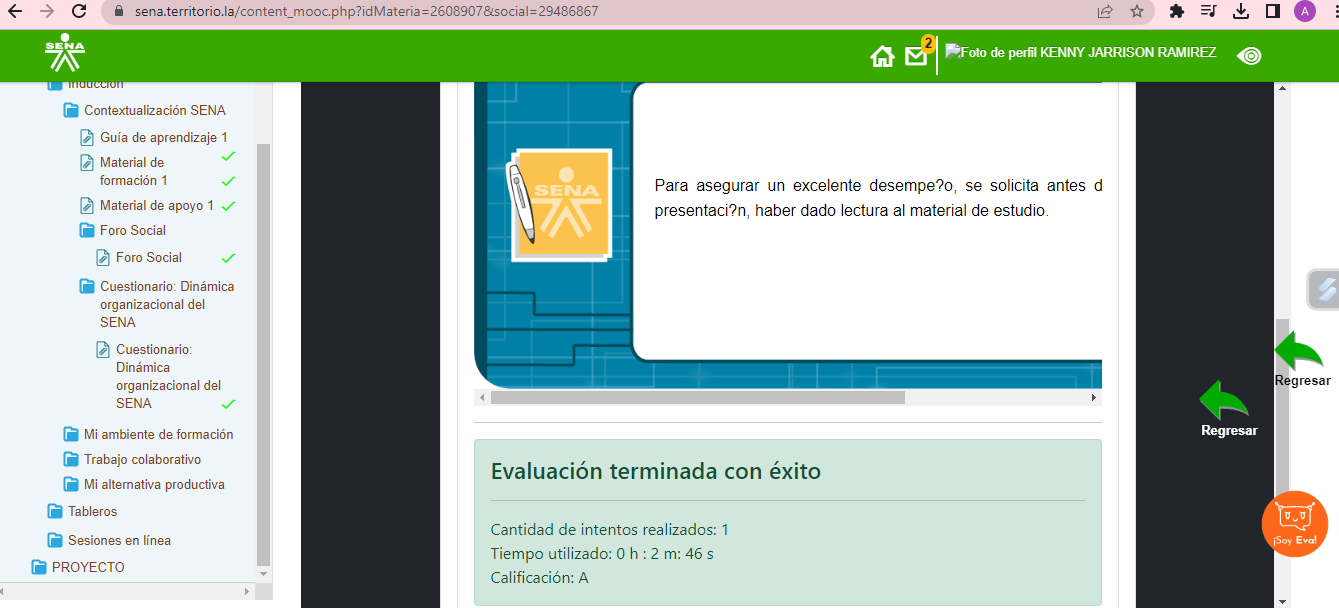 sena.territorio.la/content_mooc.php?idMateria=2608907&social=29486867
A
SENA
2
Foto de perfil KENNY JARRISON RAMIREZ
Inducción
Contextualización SENA
Guía de aprendizaje 1
Material de
formación 1
Material de apoyo 1
Foro Social
Foro Social
Cuestionario: Dinámica
organizacional del
SENA
Cuestionario:
Dinámica
organizacional del
SENA
Mi ambiente de formación
Trabajo colaborativo
Mi alternativa productiva
Tableros
Sesiones en línea
PROYECTO
SENA
Para asegurar un excelente desempe?o, se solicita antes d
presentaci?n, haber dado lectura al material de estudio.
Evaluación terminada con éxito
Cantidad de intentos realizados: 1
Tiempo utilizado: 0 h : 2 m: 46 s
Calificación: A
Regresar
Regresar
¡Soy Eva!